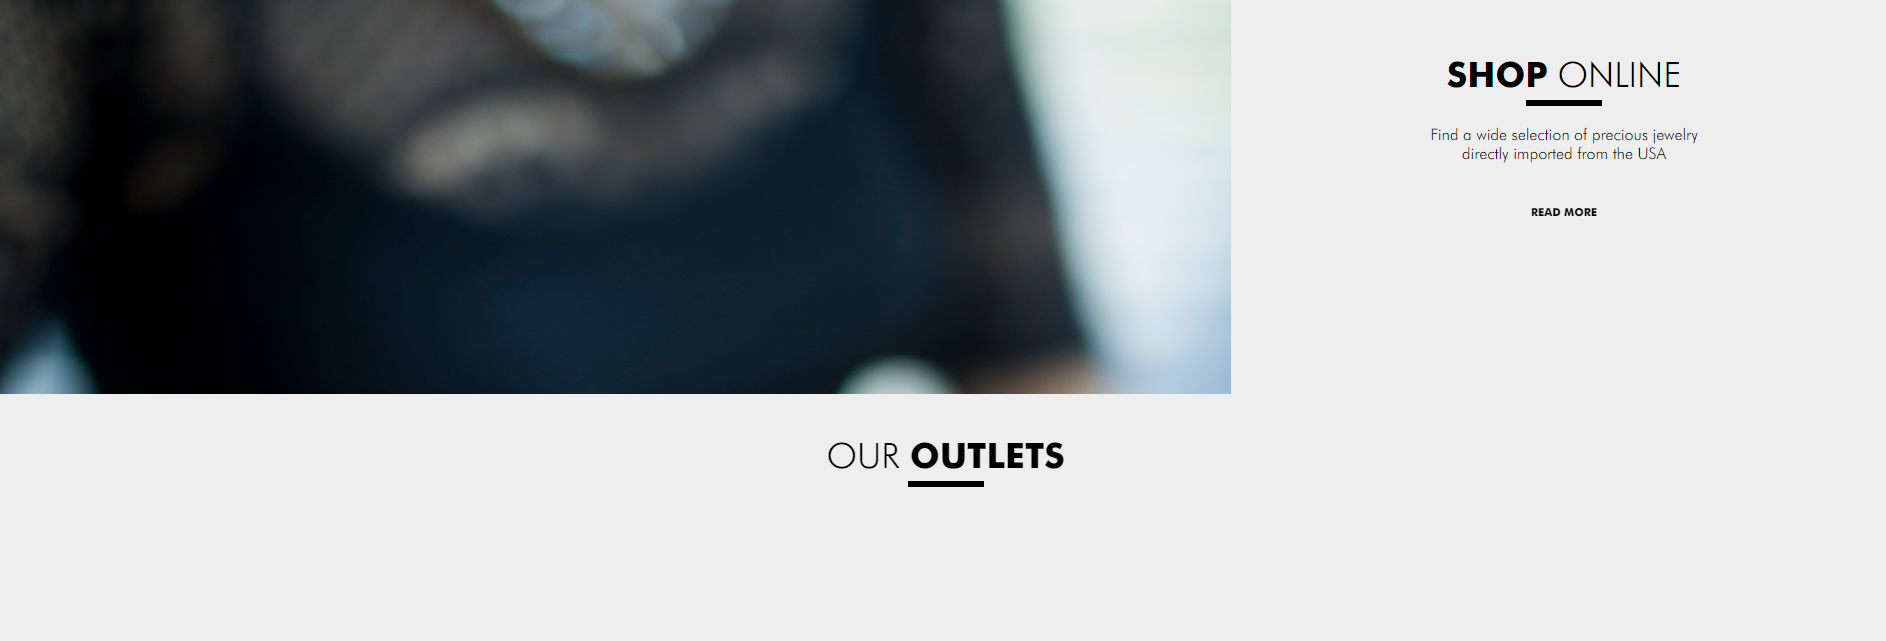 SHOP ONLINE
Find a wide selection of precious jewelry
directly imported from the USA
READ MORE
OUR OUTLETS